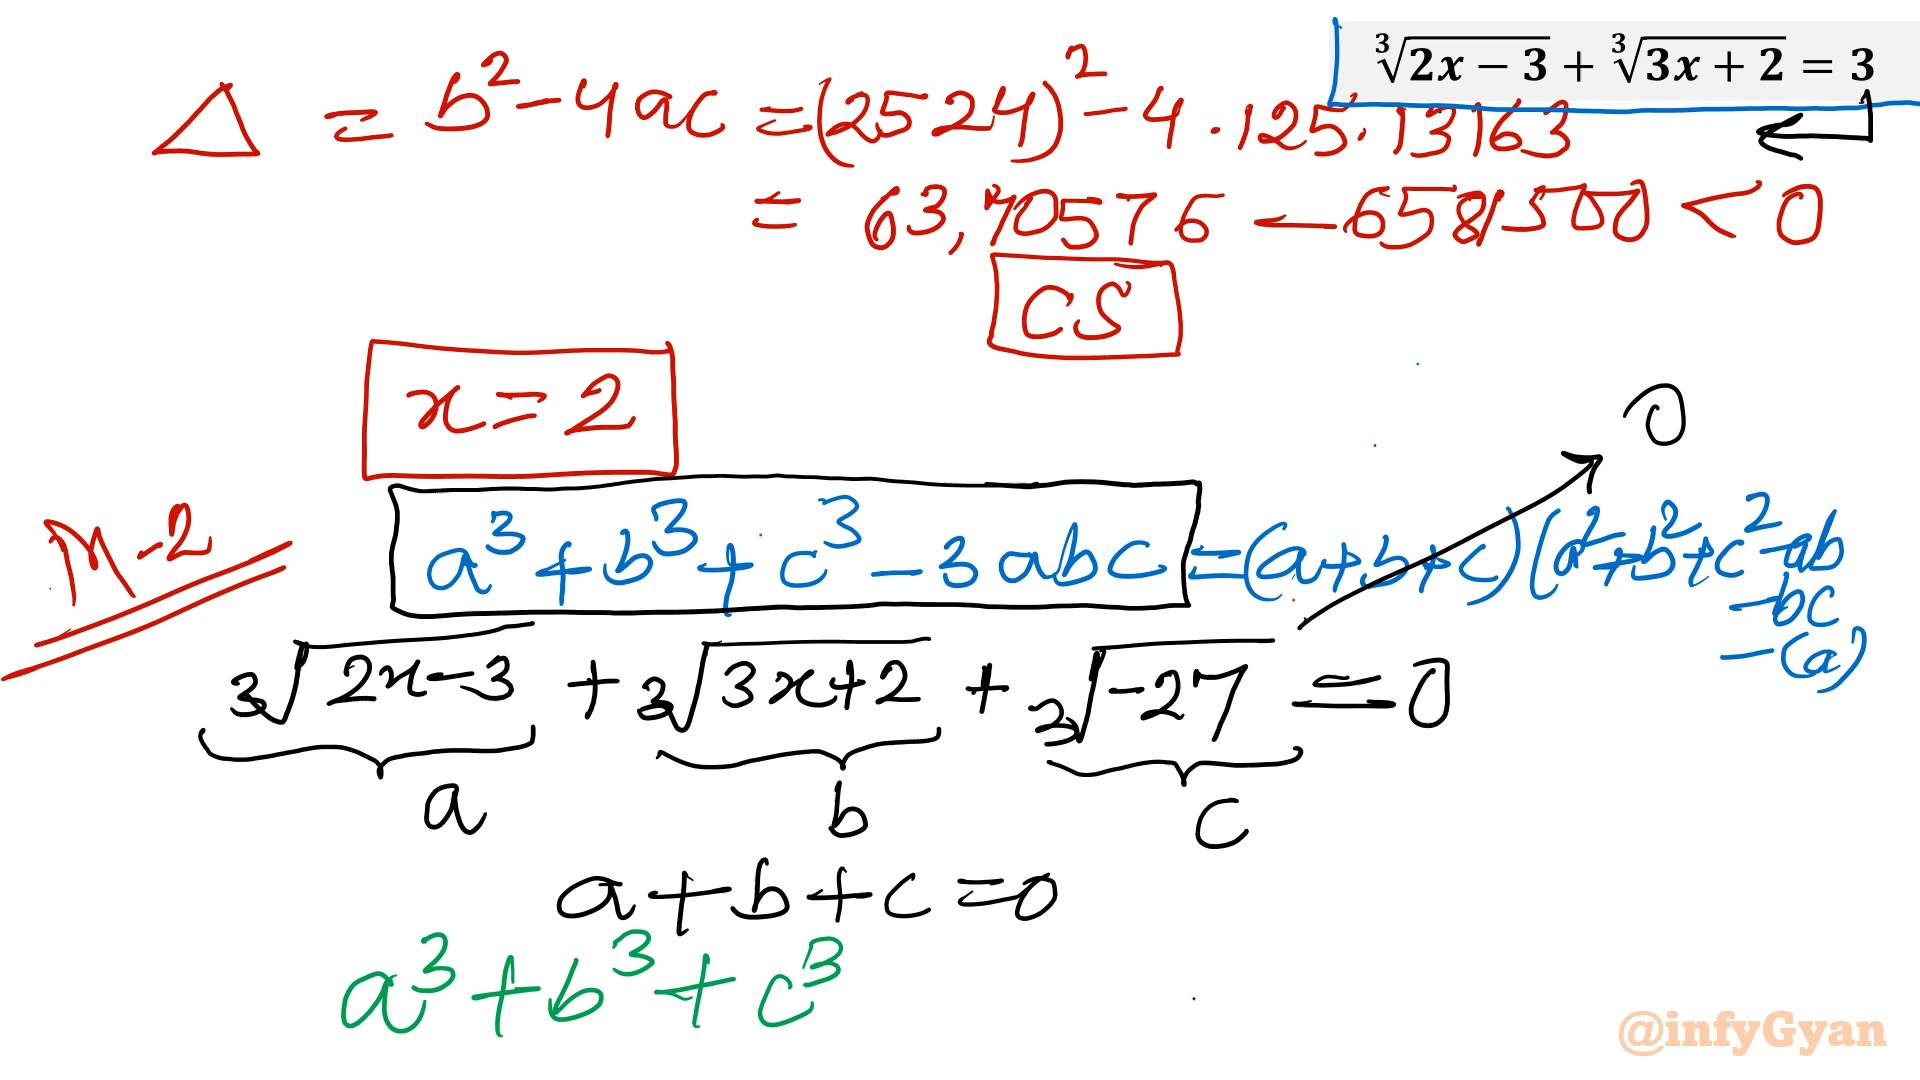 ∛(2x − 3) + ∛(3x + 2) = 3
△ = b² - 4ac = (2524)² - 4 · 125 · 13163
= 63,70576 - 6581500 < 0
CS
x = 2
0
M-2
a³ + b³ + c³ - 3abc = (a+b+c)(a²+b²+c²-ab
-bc
-ca)
∛(2x-3) + ∛(3x+2) + ∛(-27) = 0
a b c
a+b+c=0
a³+b³+c³
@infyGyan